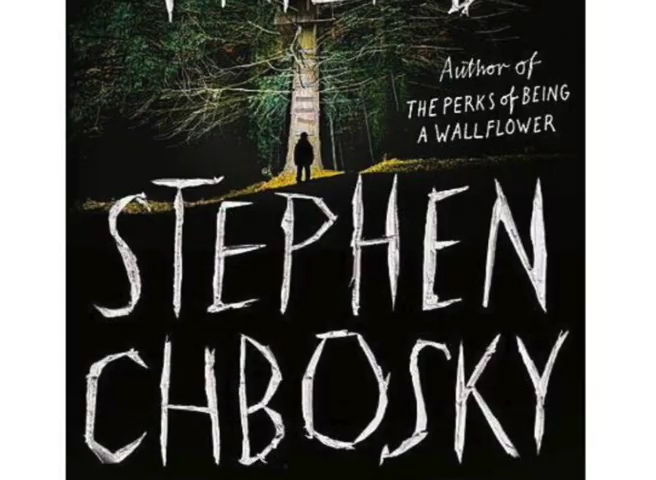 Author of
THE PERKS of BEING
A WALLFLOWER
STEPHEN
CHBOSKY